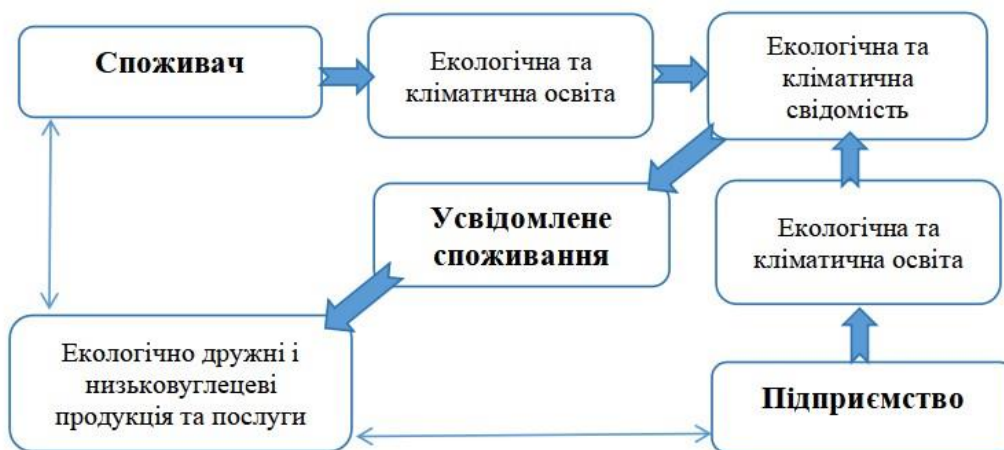 Споживач
Екологічна та
кліматична освіта
Екологічна та
кліматична
свідомість
Усвідомлене
споживання
Екологічна та
кліматична освіта
Екологічно дружні і
низьковуглецеві
продукція та послуги
Підприємство